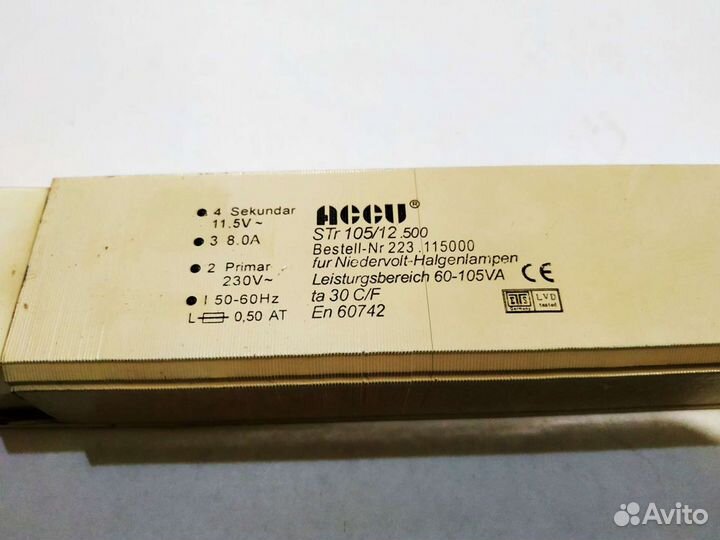 4 Sekundar
11.5V~
3 8.0A
2 Primar
230V~
I 50-60Hz
L 0,50 AT
ACCU®
STr 105/12.500
Bestell-Nr 223.115000
fur Niedervolt-Halgenlampen
Leistungsbereich 60-105VA
ta 30 C/F
En 60742
CE
ETS
Germany
LVD
tested
Avito